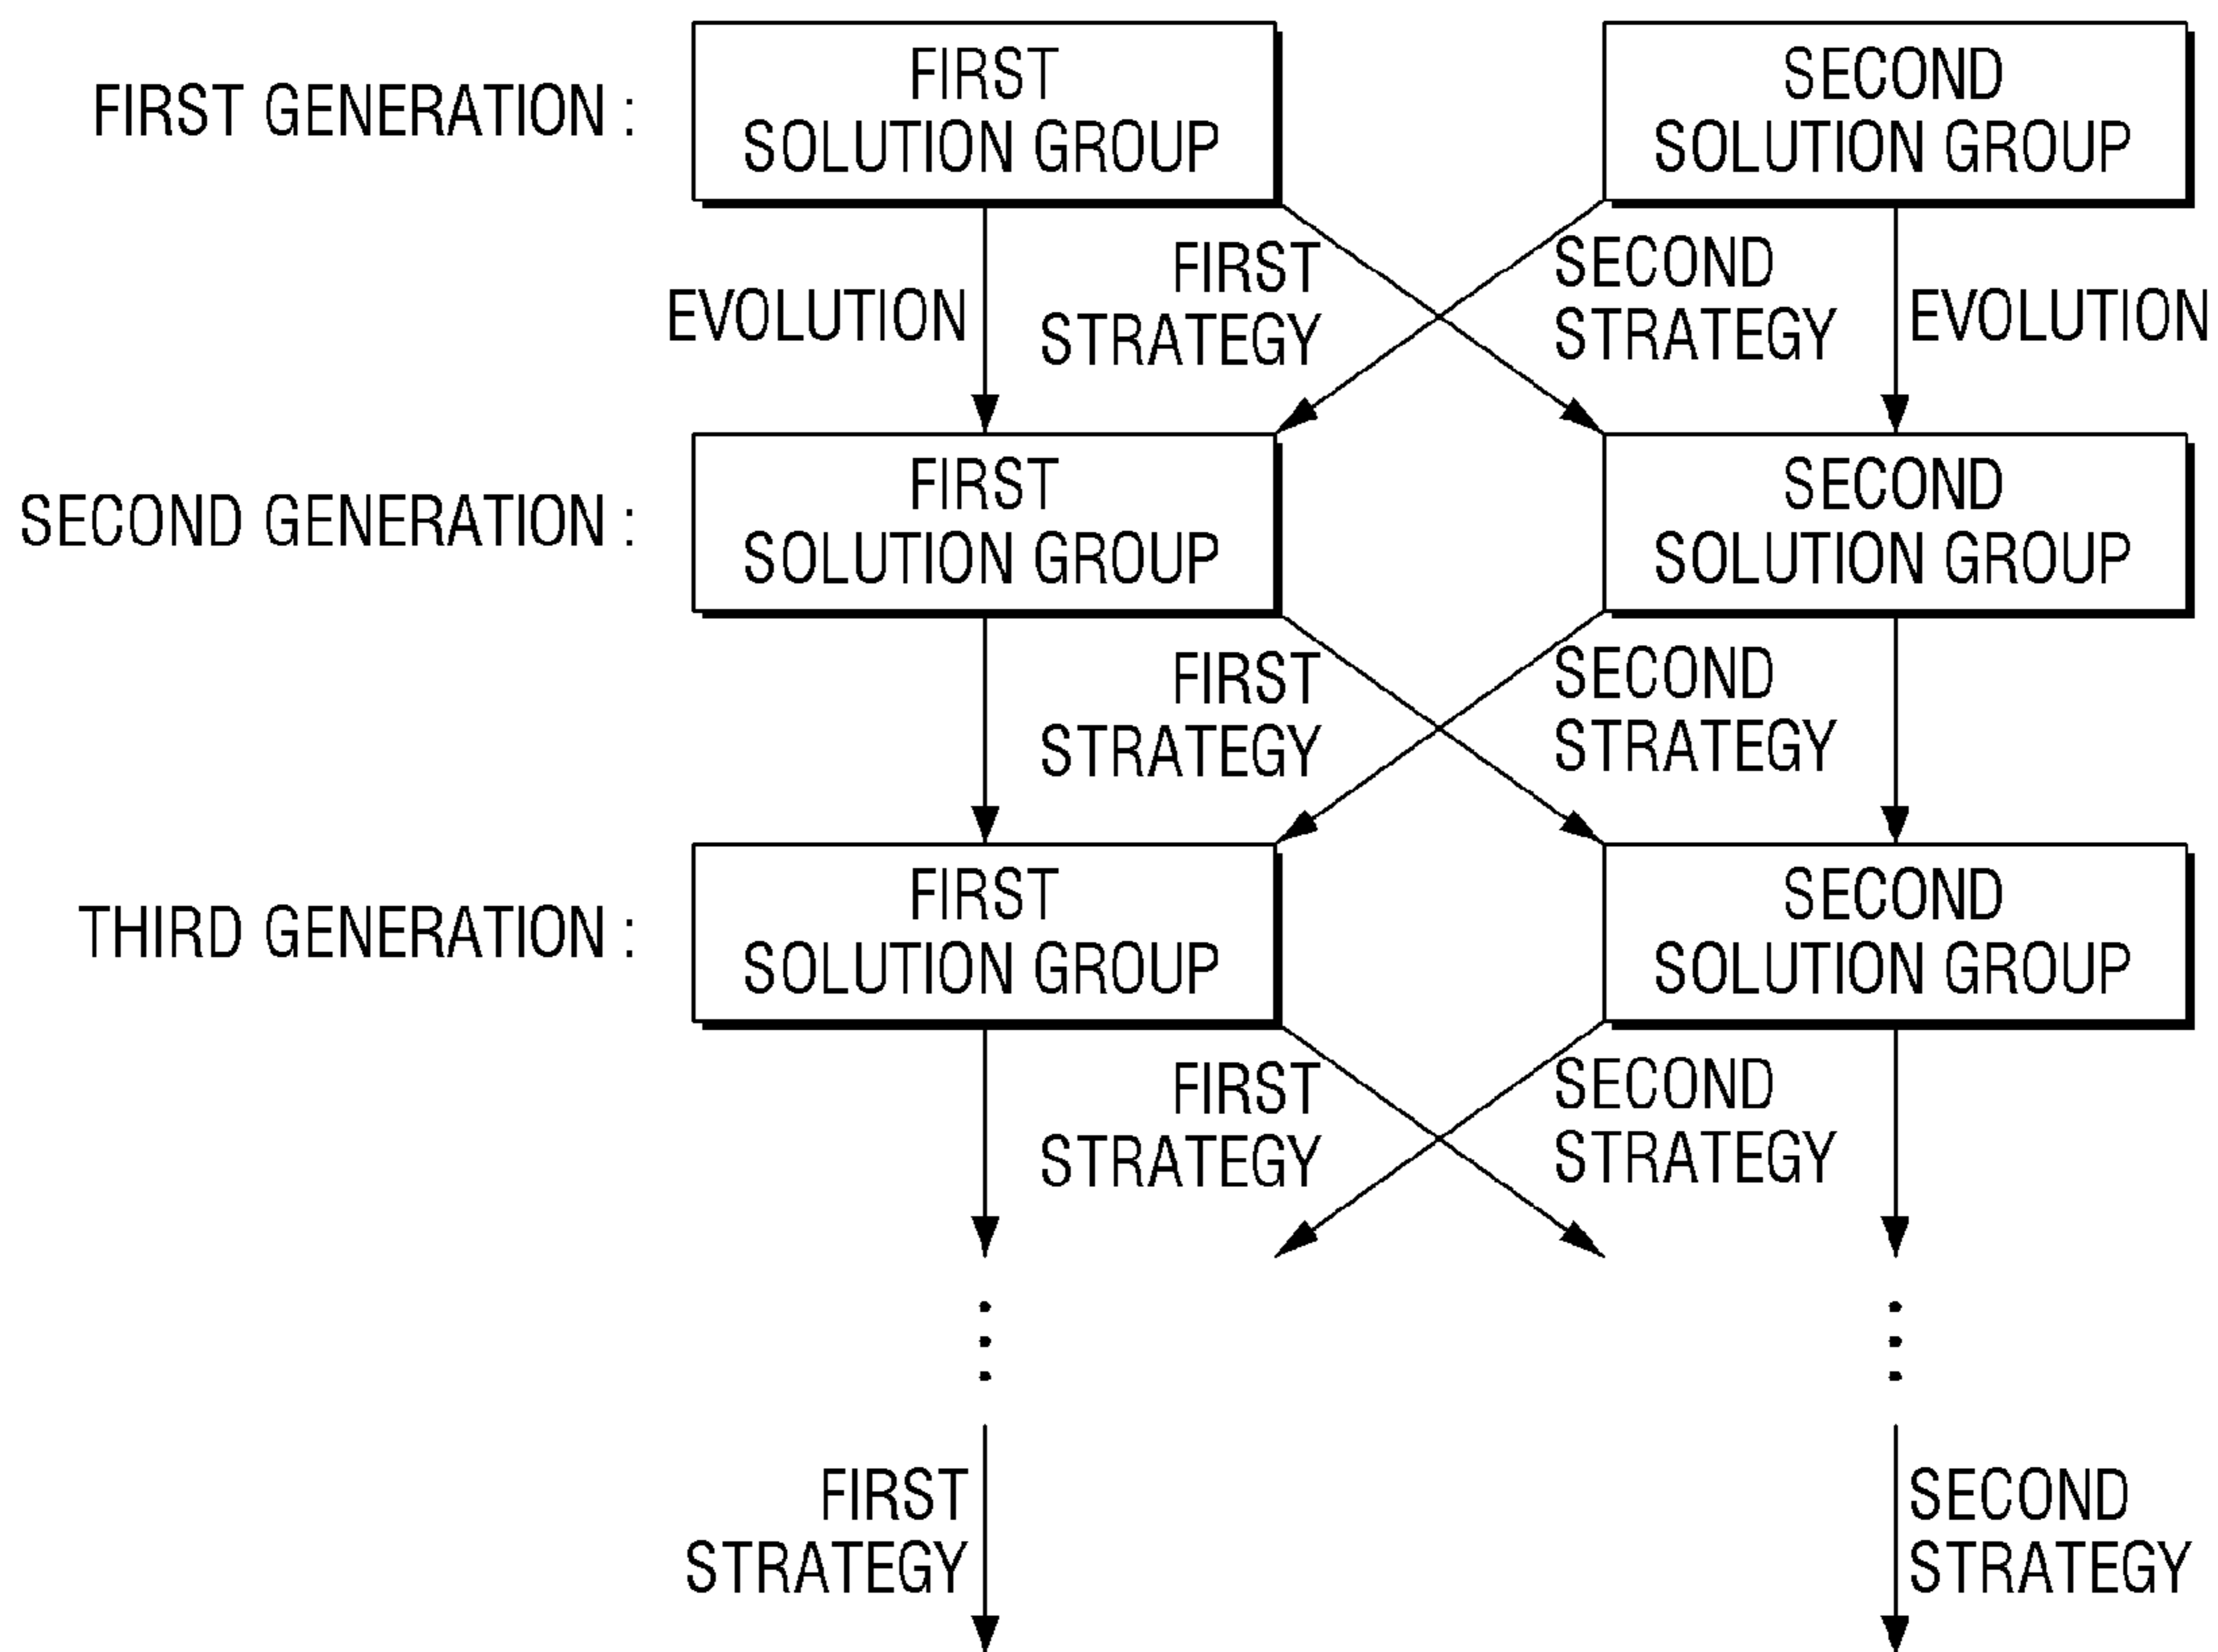 FIRST GENERATION :
FIRST
SOLUTION GROUP
SECOND
SOLUTION GROUP
EVOLUTION
FIRST
STRATEGY
SECOND
STRATEGY
EVOLUTION
SECOND GENERATION :
FIRST
SOLUTION GROUP
SECOND
SOLUTION GROUP
FIRST
STRATEGY
SECOND
STRATEGY
THIRD GENERATION :
FIRST
SOLUTION GROUP
SECOND
SOLUTION GROUP
FIRST
STRATEGY
SECOND
STRATEGY
FIRST
STRATEGY
SECOND
STRATEGY